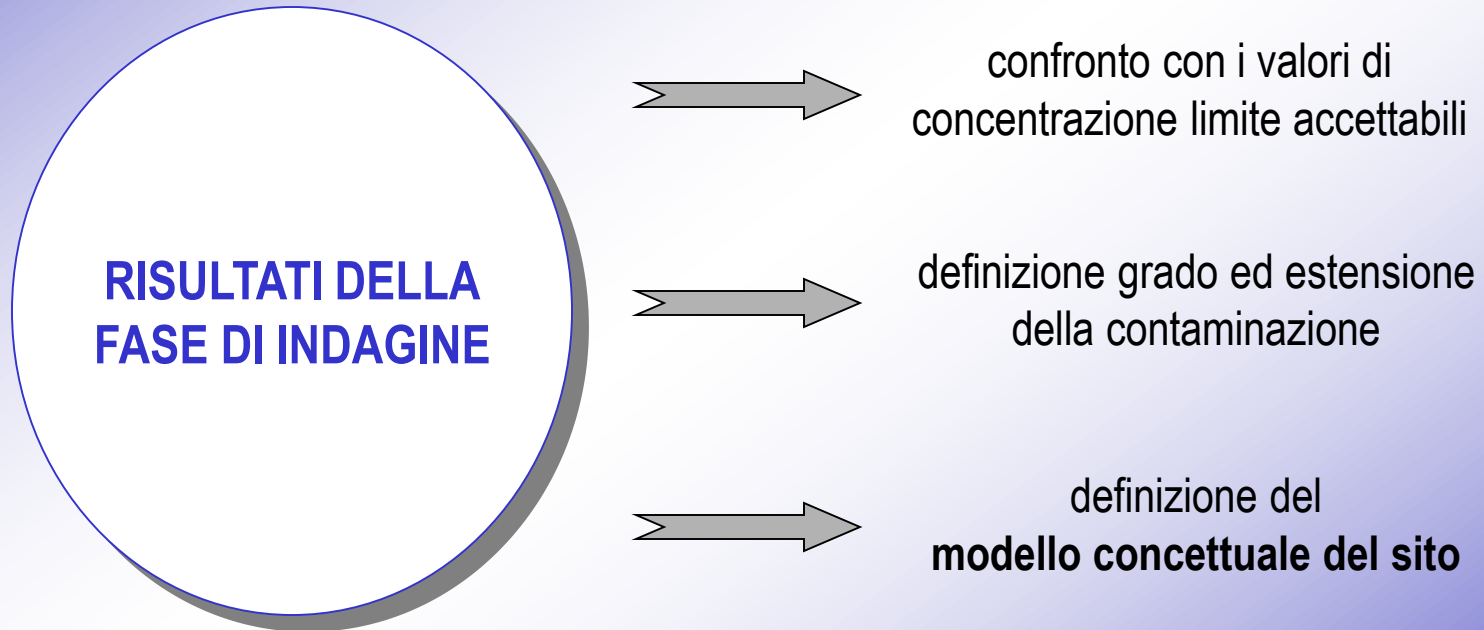 RISULTATI DELLA
FASE DI INDAGINE
confronto con i valori di
concentrazione limite accettabili
definizione grado ed estensione
della contaminazione
definizione del
modello concettuale del sito